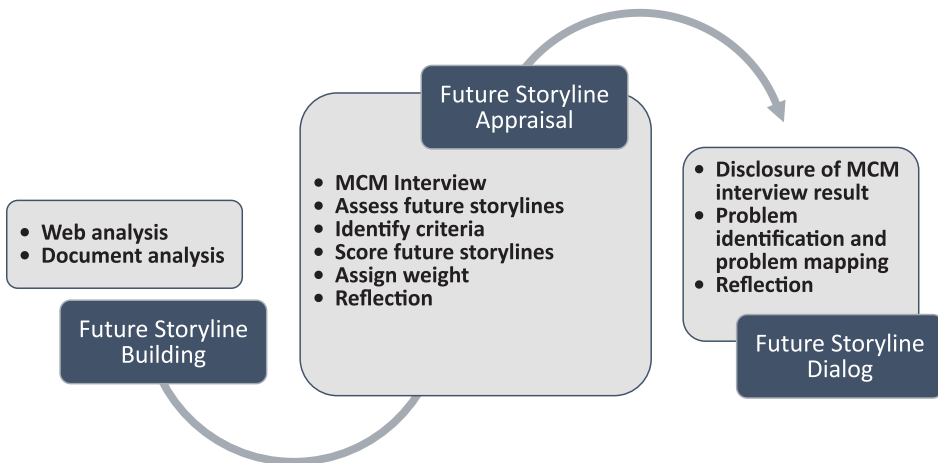 • Web analysis
• Document analysis
Future Storyline
Building
Future Storyline
Appraisal
• MCM Interview
• Assess future storylines
• Identify criteria
• Score future storylines
• Assign weight
• Reflection
• Disclosure of MCM
interview result
• Problem
identification and
problem mapping
• Reflection
Future Storyline
Dialog